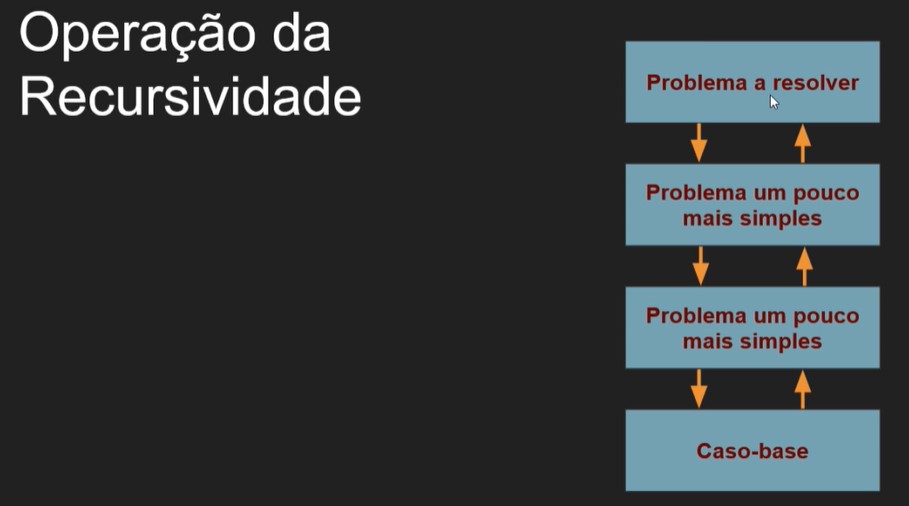 Operação da
Recursividade
Problema a resolver
Problema um pouco
mais simples
Problema um pouco
mais simples
Caso-base